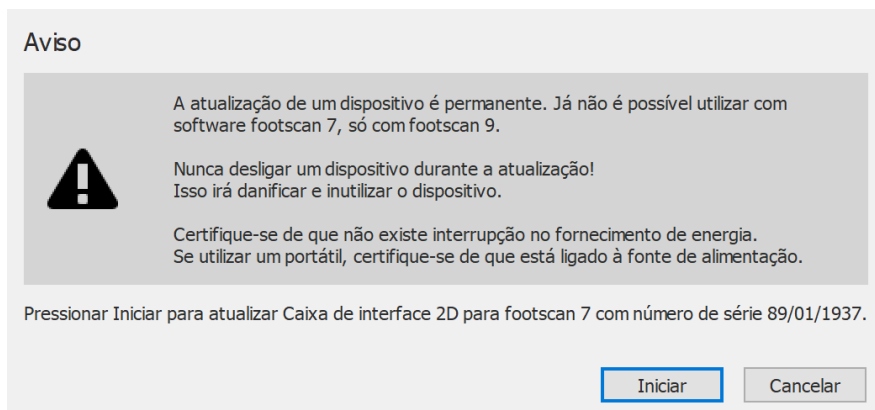 Aviso
A atualização de um dispositivo é permanente. Já não é possível utilizar com
software footscan 7, só com footscan 9.
Nunca desligar um dispositivo durante a atualização!
Isso irá danificar e inutilizar o dispositivo.
Certifique-se de que não existe interrupção no fornecimento de energia.
Se utilizar um portátil, certifique-se de que está ligado à fonte de alimentação.
Pressionar Iniciar para atualizar Caixa de interface 2D para footscan 7 com número de série 89/01/1937.
Iniciar Cancelar